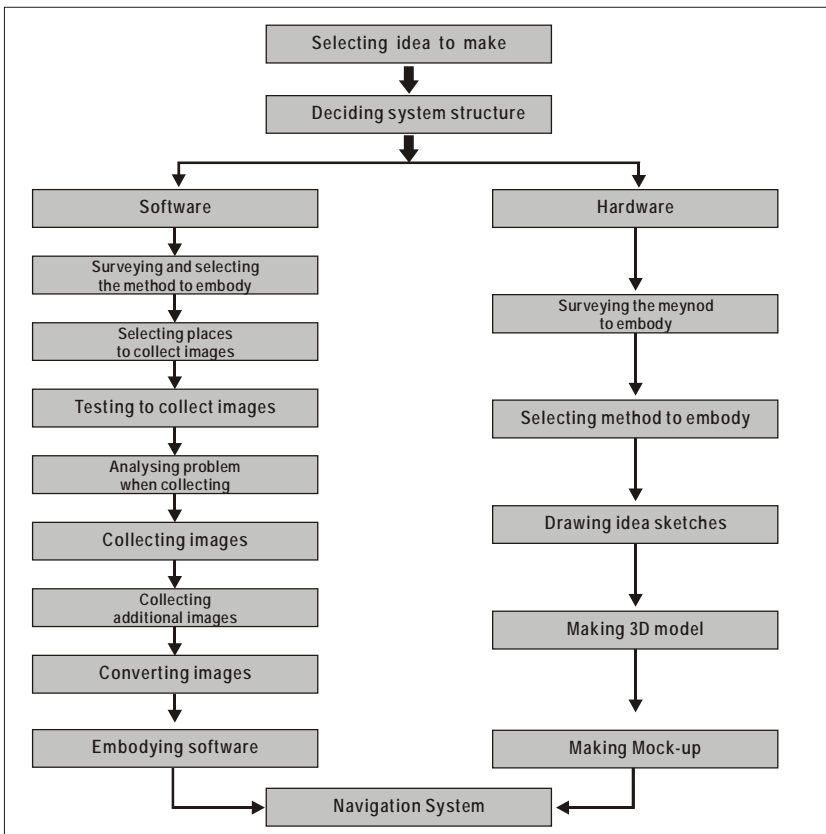 Selecting idea to make
Deciding system structure
Software
Surveying and selecting
the method to embody
Selecting places
to collect images
Testing to collect images
Analysing problem
when collecting
Collecting images
Collecting
additional images
Converting images
Embodying software
Hardware
Surveying the meynod
to embody
Selecting method to embody
Drawing idea sketches
Making 3D model
Making Mock-up
Navigation System